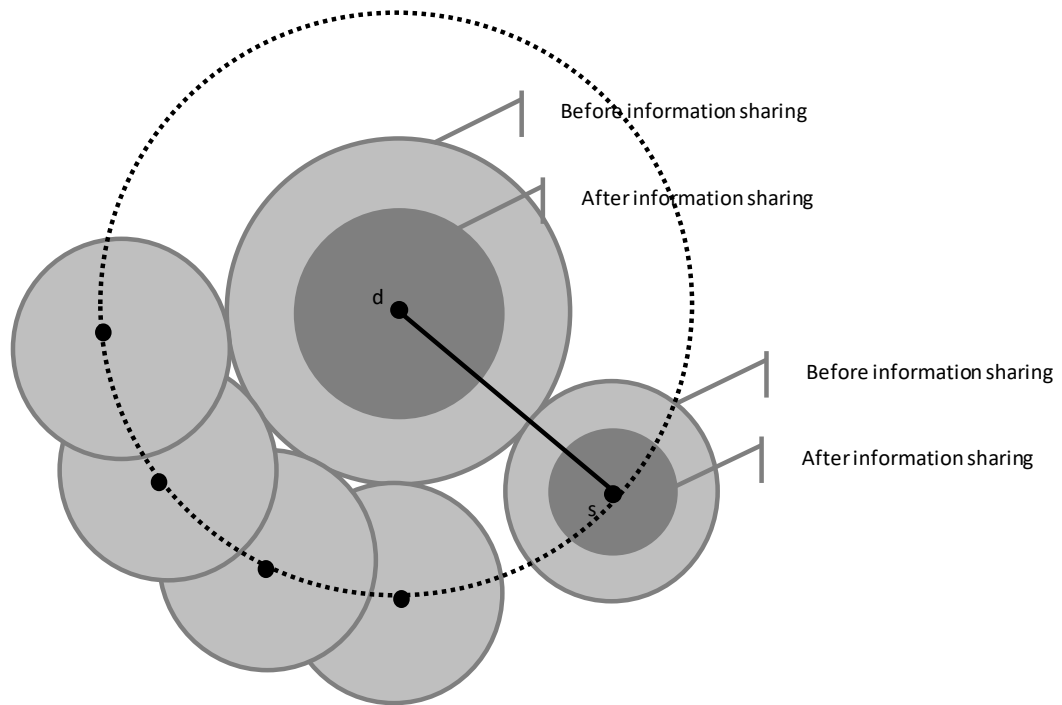 Before information sharing
After information sharing
d
Before information sharing
After information sharing
s